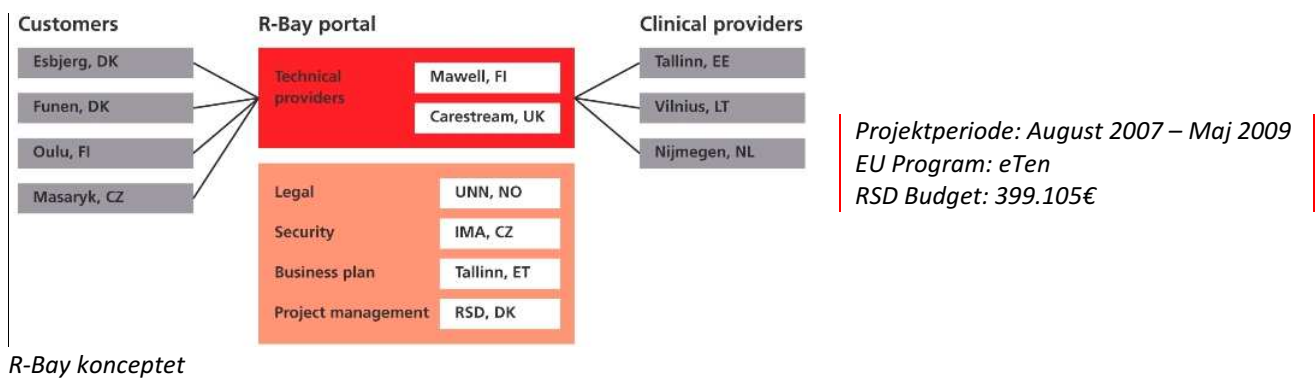 Customers
Esbjerg, DK
Funen, DK
Oulu, FI
Masaryk, CZ
R-Bay portal
Technical
providers
Mawell, FI
Carestream, UK
Legal
UNN, NO
Security
IMA, CZ
Business plan
Tallinn, ET
Project management
RSD, DK
Clinical providers
Tallinn, EE
Vilnius, LT
Nijmegen, NL
Projektperiode: August 2007 – Maj 2009
EU Program: eTen
RSD Budget: 399.105€
R-Bay konceptet